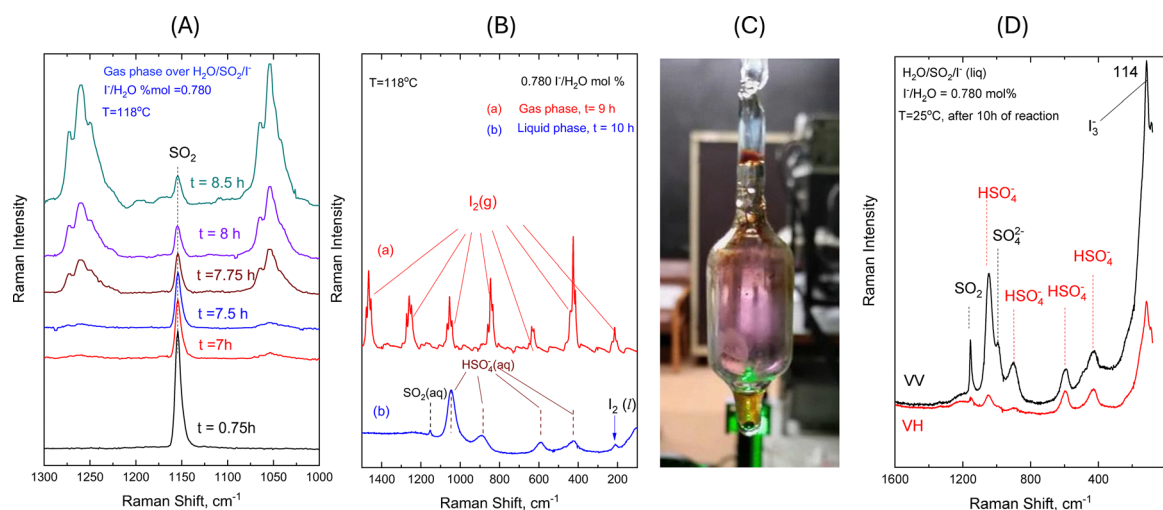 (A)
Gas phase over H₂O/SO₂/I⁻
I⁻/H₂O %mol =0.780
T=118°C
SO₂
t = 8.5 h
t = 8 h
t =7.75 h
t =7.5 h
t =7h
t = 0.75h
Raman Intensity
1300 1250 1200 1150 1100 1050 1000
Raman Shift, cm⁻¹
(B)
T=118°C 0.780 I⁻/H₂O mol %
(a) Gas phase, t = 9 h
(b) Liquid phase, t = 10 h
I₂(g)
(a)
HSO₄⁻(aq)
SO₂(aq)
I₂ (l)
(b)
Raman Intensity
1400 1200 1000 800 600 400 200
Raman Shift, cm⁻¹
(C)
(D)
H₂O/SO₂/I⁻ (liq)
I⁻/H₂O = 0.780 mol%
T=25°C, after 10h of reaction
114
I₃⁻
HSO₄⁻
SO₄²⁻
SO₂
HSO₄⁻
HSO₄⁻
HSO₄⁻
VV
VH
Raman Intensity
1600 1200 800 400
Raman Shift, cm⁻¹